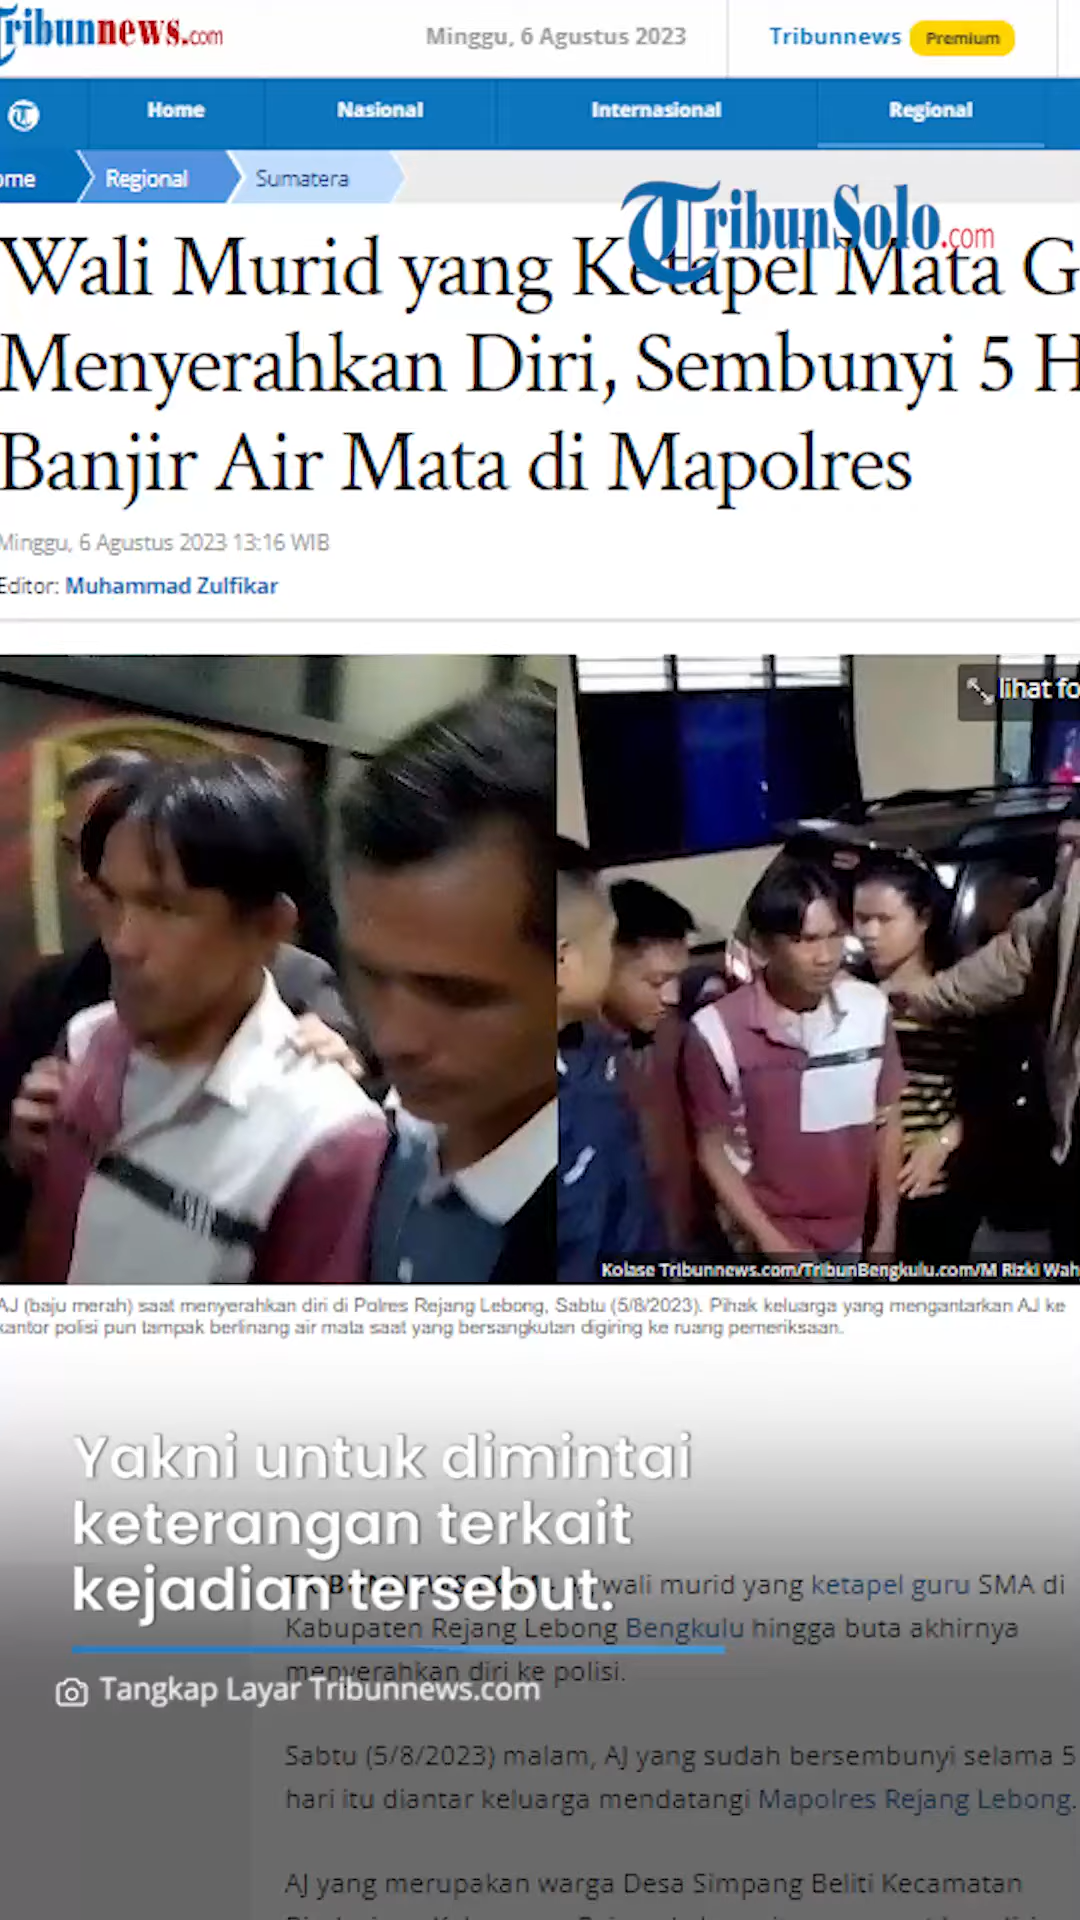 Tribunnews.com
Minggu, 6 Agustus 2023
Tribunnews Premium
Home
Nasional
Internasional
Regional
ome
Regional
Sumatera
TribunSolo.com
Wali Murid yang Ketapel Mata G
Menyerahkan Diri, Sembunyi 5 H
Banjir Air Mata di Mapolres
Minggu, 6 Agustus 2023 13:16 WIB
Editor: Muhammad Zulfikar
lihat fo
Kolase Tribunnews.com/TribunBengkulu.com/M Rizki Wah
AJ (baju merah) saat menyerahkan diri di Polres Rejang Lebong, Sabtu (5/8/2023). Pihak keluarga yang mengantarkan AJ ke
kantor polisi pun tampak berlinang air mata saat yang bersangkutan digiring ke ruang pemeriksaan.
Yakni untuk dimintai
keterangan terkait
kejadian tersebut.
Tangkap Layar Tribunnews.com
wali murid yang ketapel guru SMA di
Kabupaten Rejang Lebong Bengkulu hingga buta akhirnya
menyerahkan diri ke polisi.
Sabtu (5/8/2023) malam, AJ yang sudah bersembunyi selama 5
hari itu diantar keluarga mendatangi Mapolres Rejang Lebong.
AJ yang merupakan warga Desa Simpang Beliti Kecamatan